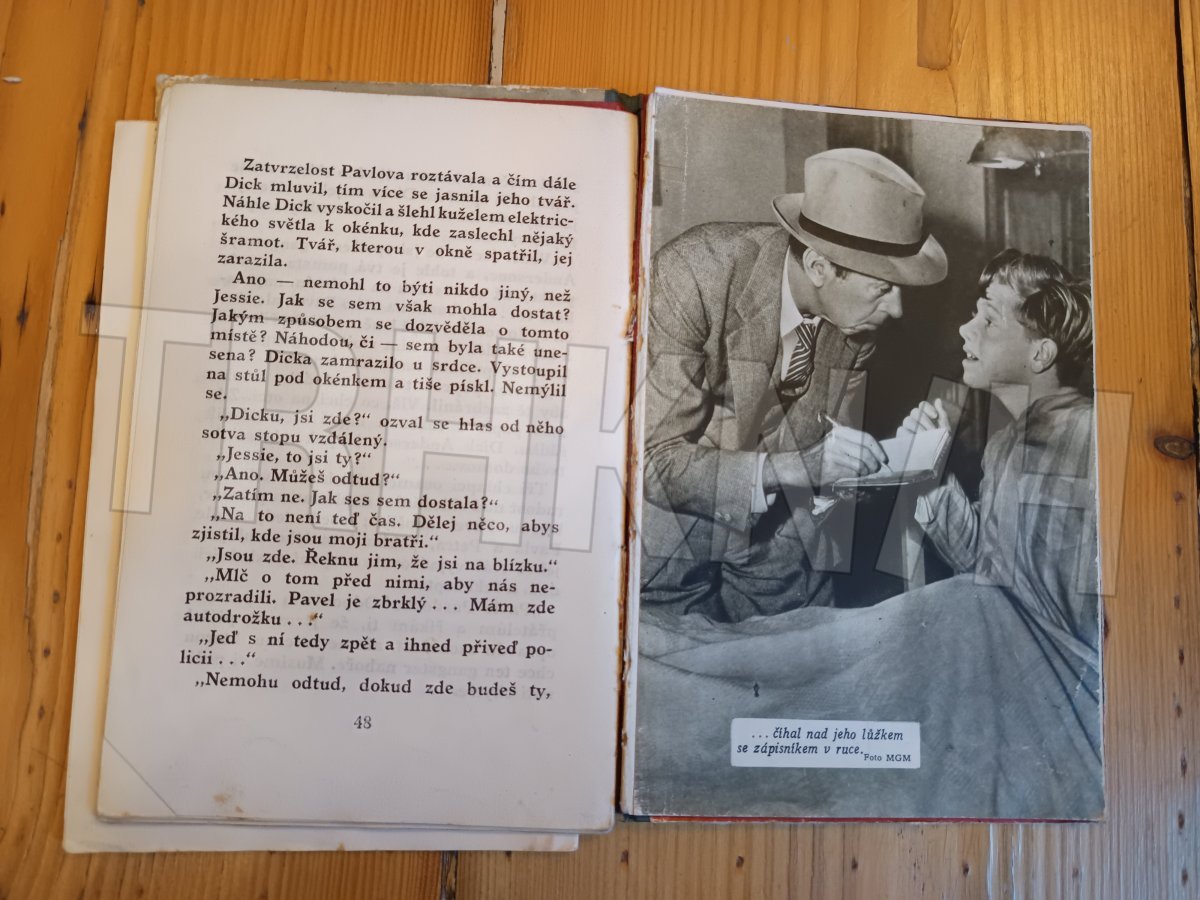 Zatvrzelost Pavlova roztávala a čím dále
Dick mluvil, tím více se jasnila jeho tvář.
Náhle Dick vyskočil a šlehl kuželem elektric-
kého světla k okénku, kde zaslechl nějaký
šramot. Tvář, kterou v okně spatřil, jej
zarazila.
Ano — nemohl to býti nikdo jiný, než
Jessie. Jak se sem však mohla dostat?
Jakým způsobem se dozvěděla o tomto
místě? Náhodou, či — sem byla také une-
sena? Dicka zamrazilo u srdce. Vystoupil
na stůl pod okénkem a tiše pískl. Nemýlil
se.
„Dicku, jsi zde?“ ozval se hlas od něho
sotva stopu vzdálený.
„Jessie, to jsi ty?“
„Ano. Můžeš odtud?“
„Zatím ne. Jak ses sem dostala?“
„Na to není teď čas. Dělej něco, abys
zjistil, kde jsou moji bratři.“
„Jsou zde. Řeknu jim, že jsi na blízku.“
„Mlč o tom před nimi, aby nás ne-
prozradili. Pavel je zbrklý ... Mám zde
autodrožku ...“
„Jeď s ní tedy zpět a ihned přiveď po-
licii ...“
„Nemohu odtud, dokud zde budeš ty,
48
... číhal nad jeho lůžkem
se zápisníkem v ruce.
Foto MGM